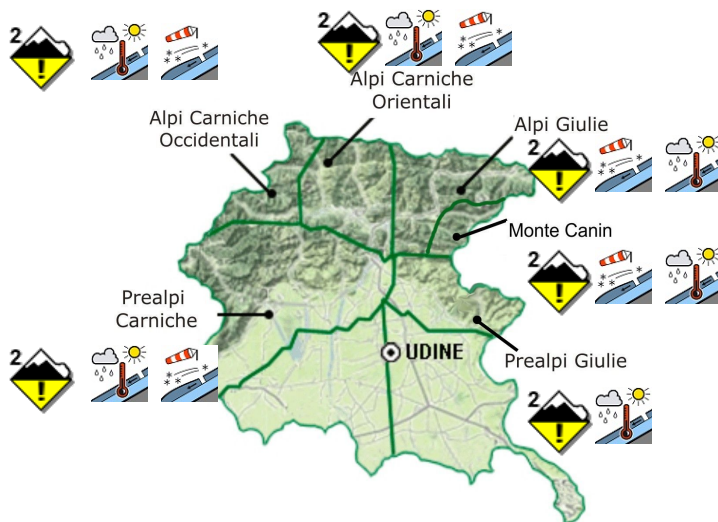 2
2
Alpi Carniche
Orientali
Alpi Carniche
Occidentali
Alpi Giulie
2
Monte Canin
2
Prealpi
Carniche
2
UDINE
Prealpi Giulie
2